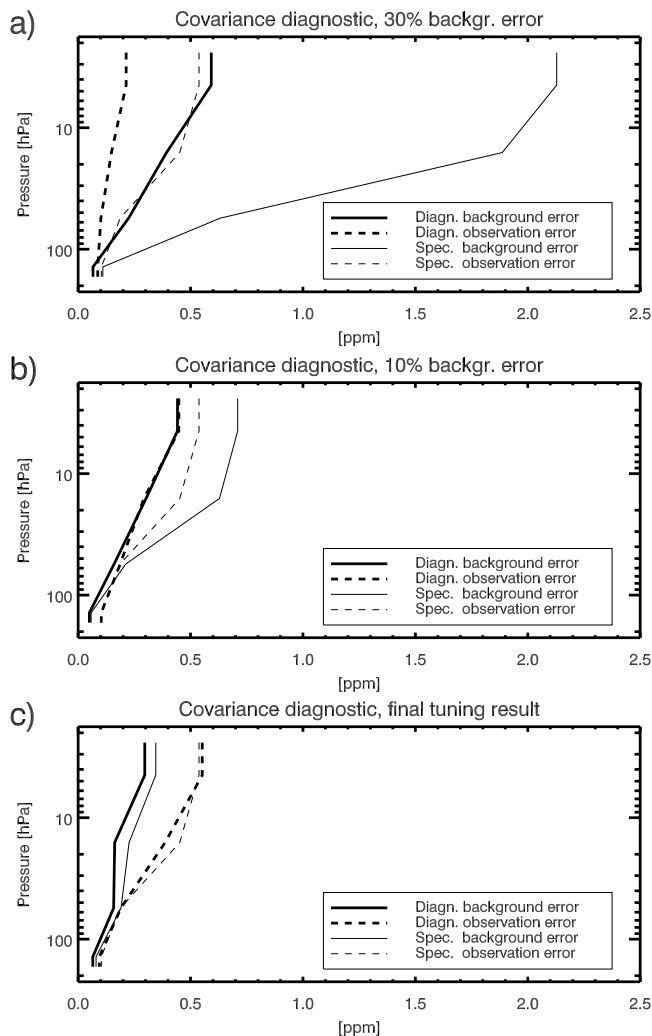 a) Covariance diagnostic, 30% backgr. error
Pressure [hPa]
10
100
Diagn. background error
Diagn. observation error
Spec. background error
Spec. observation error
0.0 0.5 1.0 1.5 2.0 2.5
[ppm]
b) Covariance diagnostic, 10% backgr. error
Pressure [hPa]
10
100
Diagn. background error
Diagn. observation error
Spec. background error
Spec. observation error
0.0 0.5 1.0 1.5 2.0 2.5
[ppm]
c) Covariance diagnostic, final tuning result
Pressure [hPa]
10
100
Diagn. background error
Diagn. observation error
Spec. background error
Spec. observation error
0.0 0.5 1.0 1.5 2.0 2.5
[ppm]